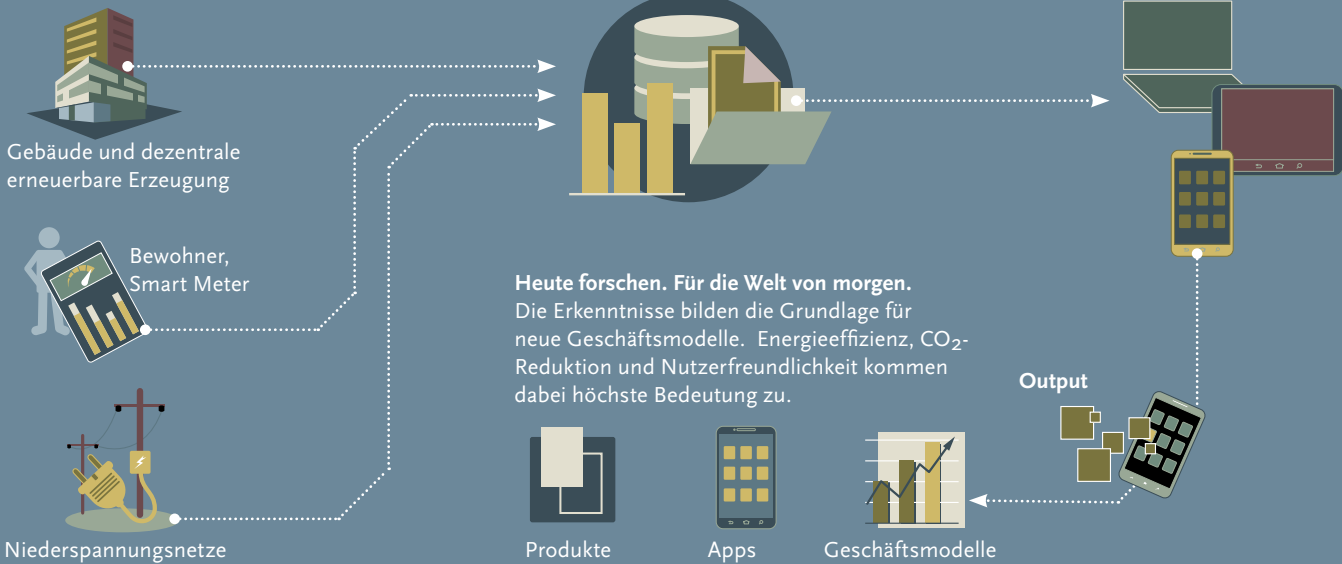 Gebäude und dezentrale
erneuerbare Erzeugung
Bewohner,
Smart Meter
Niederspannungsnetze
Heute forschen. Für die Welt von morgen.
Die Erkenntnisse bilden die Grundlage für
neue Geschäftsmodelle. Energieeffizienz, CO₂-
Reduktion und Nutzerfreundlichkeit kommen
dabei höchste Bedeutung zu.
Output
Produkte
Apps
Geschäftsmodelle